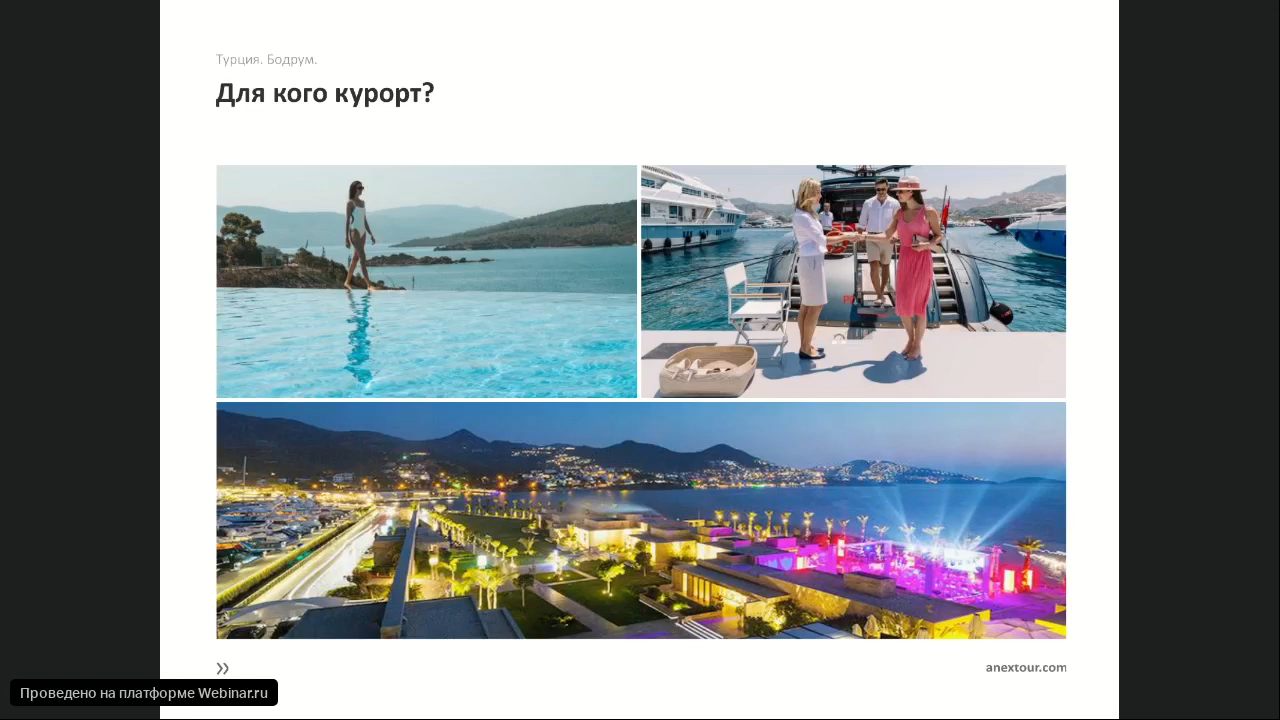 Турция. Бодрум.
Для кого курорт?
anextour.com
Проведено на платформе Webinar.ru